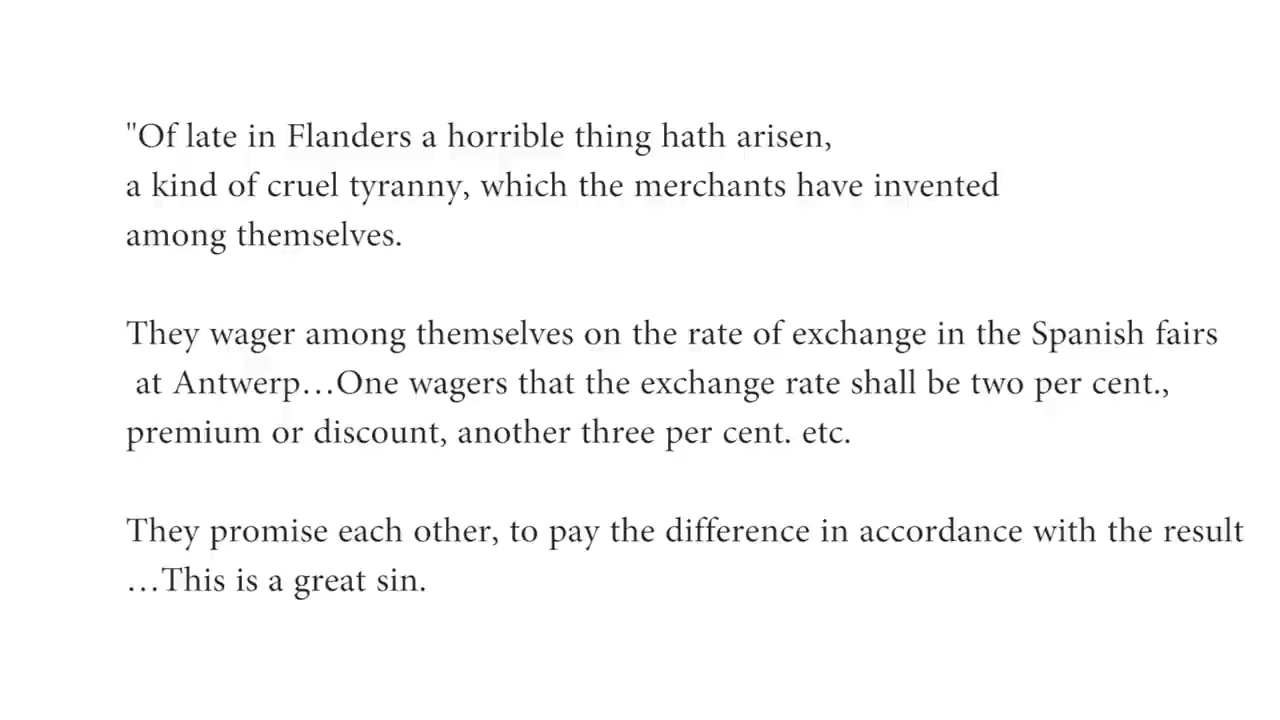 "Of late in Flanders a horrible thing hath arisen,
a kind of cruel tyranny, which the merchants have invented
among themselves.
They wager among themselves on the rate of exchange in the Spanish fairs
at Antwerp…One wagers that the exchange rate shall be two per cent.,
premium or discount, another three per cent. etc.
They promise each other, to pay the difference in accordance with the result
…This is a great sin.